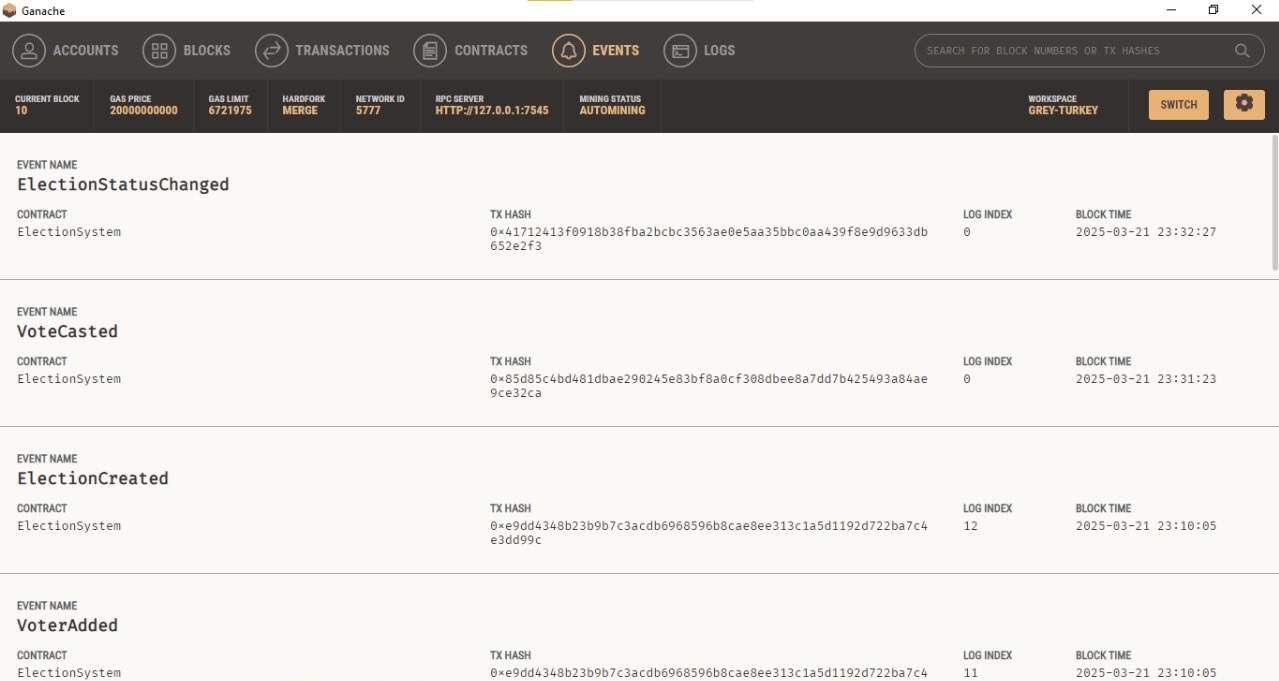 Ganache
ACCOUNTS BLOCKS TRANSACTIONS CONTRACTS EVENTS LOGS SEARCH FOR BLOCK NUMBERS OR TX HASHES
CURRENT BLOCK GAS PRICE GAS LIMIT HARDFORK NETWORK ID RPC SERVER MINING STATUS WORKSPACE
10 20000000000 6721975 MERGE 5777 HTTP://127.0.0.1:7545 AUTOMINING GREY-TURKEY SWITCH
EVENT NAME
ElectionStatusChanged
CONTRACT TX HASH LOG INDEX BLOCK TIME
ElectionSystem 0×41712413f0918b38fba2bcbc3563ae0e5aa35bbc0aa439f8e9d9633db 0 2025-03-21 23:32:27
652e2f3
EVENT NAME
VoteCasted
CONTRACT TX HASH LOG INDEX BLOCK TIME
ElectionSystem 0×85d85c4bd481dbae290245e83bf8a0cf308dbee8a7dd7b425493a84ae 0 2025-03-21 23:31:23
9ce32ca
EVENT NAME
ElectionCreated
CONTRACT TX HASH LOG INDEX BLOCK TIME
ElectionSystem 0×e9dd4348b23b9b7c3acdb6968596b8cae8ee313c1a5d1192d722ba7c4 12 2025-03-21 23:10:05
e3dd99c
EVENT NAME
VoterAdded
CONTRACT TX HASH LOG INDEX BLOCK TIME
ElectionSystem 0×e9dd4348b23b9b7c3acdb6968596b8cae8ee313c1a5d1192d722ba7c4 11 2025-03-21 23:10:05